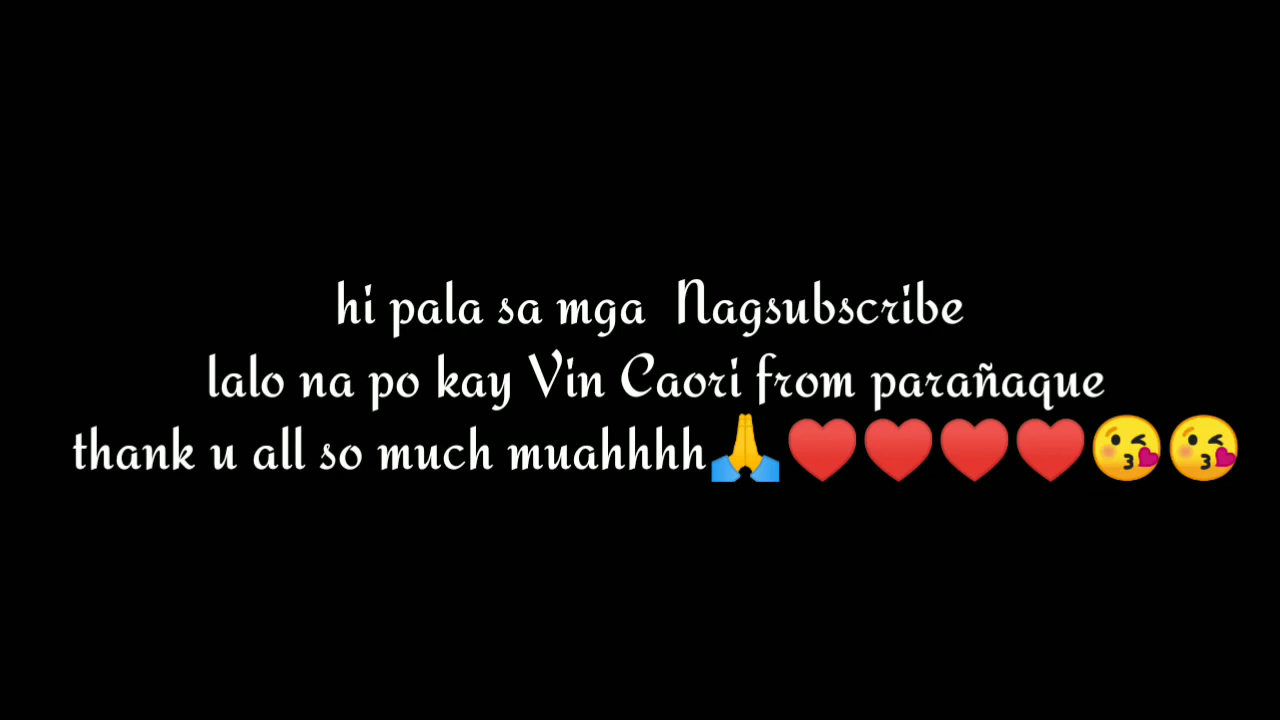 hi pala sa mga  Nagsubscribe
lalo na po kay Vin Caori from parañaque
thank u all so much muahhhh🙏♥️♥️♥️♥️😘😘